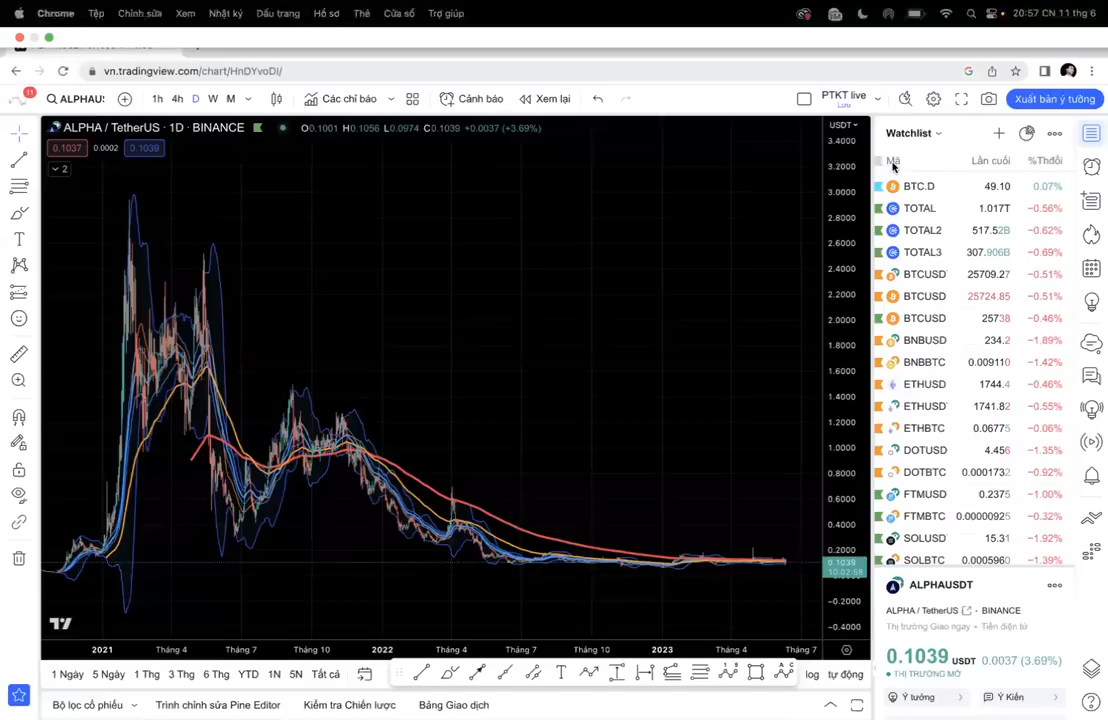 Chrome Tệp Chỉnh sửa Xem Nhật ký Dấu trang Hồ sơ Thẻ Cửa sổ Trợ giúp 20:57 CN 11 thg 6
vn.tradingview.com/chart/HnDYvoDI/
11 ALPHAU 1h 4h D W M Các chỉ báo Cảnh báo Xem lại PTKT live Lưu Xuất bản ý tưởng
ALPHA / TetherUS · 1D · BINANCE O0.1001 H0.1056 L0.0974 C0.1039 +0.0037 (+3.69%)
0.1037 0.0002 0.1039
2
USDT
3.4000
3.2000
3.0000
2.8000
2.6000
2.4000
2.2000
2.0000
1.8000
1.6000
1.4000
1.2000
1.0000
0.8000
0.6000
0.4000
0.2000
0.1039
10:02:58
−0.2000
−0.4000
2021 Tháng 4 Tháng 7 Tháng 10 2022 Tháng 4 Tháng 7 Tháng 10 2023 Tháng 4 Tháng 7
1 Ngày 5 Ngày 1 Thg 3 Thg 6 Thg YTD 1N 5N Tất cả log tự động
Bộ lọc cổ phiếu Trình chỉnh sửa Pine Editor Kiểm tra Chiến lược Bảng Giao dịch
Watchlist
Mã Lần cuối %Thđổi
BTC.D 49.10 0.07%
TOTAL 1.017T −0.56%
TOTAL2 517.52B −0.62%
TOTAL3 307.906B −0.69%
BTCUSD 25709.27 −0.51%
BTCUSD 25724.85 −0.51%
BTCUSD 25738 −0.46%
BNBUSD 234.2 −1.89%
BNBBTC 0.009110 −1.42%
ETHUSD 1744.4 −0.46%
ETHUSD 1741.82 −0.55%
ETHBTC 0.06775 −0.06%
DOTUSD 4.456 −1.35%
DOTBTC 0.0001732 −0.92%
FTMUSD 0.2375 −1.00%
FTMBTC 0.00000925 −0.32%
SOLUSD 15.31 −1.92%
SOLBTC 0.0005960 −1.39%
ALPHAUSDT
ALPHA / TetherUS · BINANCE
Thị trường Giao ngay • Tiền điện tử
0.1039 USDT 0.0037 (3.69%)
THỊ TRƯỜNG MỞ
Ý tưởng Ý Kiến